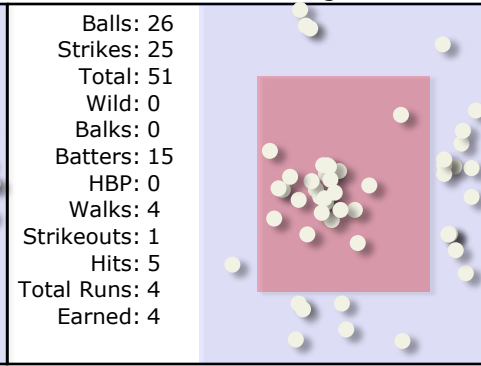 Balls: 26
Strikes: 25
Total: 51
Wild: 0
Balks: 0
Batters: 15
HBP: 0
Walks: 4
Strikeouts: 1
Hits: 5
Total Runs: 4
Earned: 4